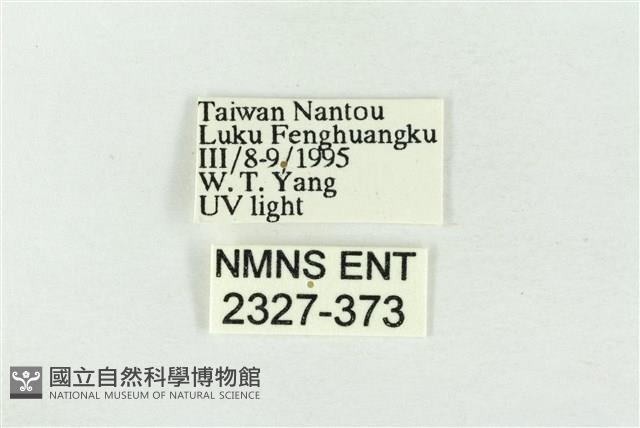 Taiwan Nantou
Luku Fenghuangku
III/8-9/1995
W. T. Yang
UV light
NMNS ENT
2327-373
國立自然科學博物館
NATIONAL MUSEUM OF NATURAL SCIENCE